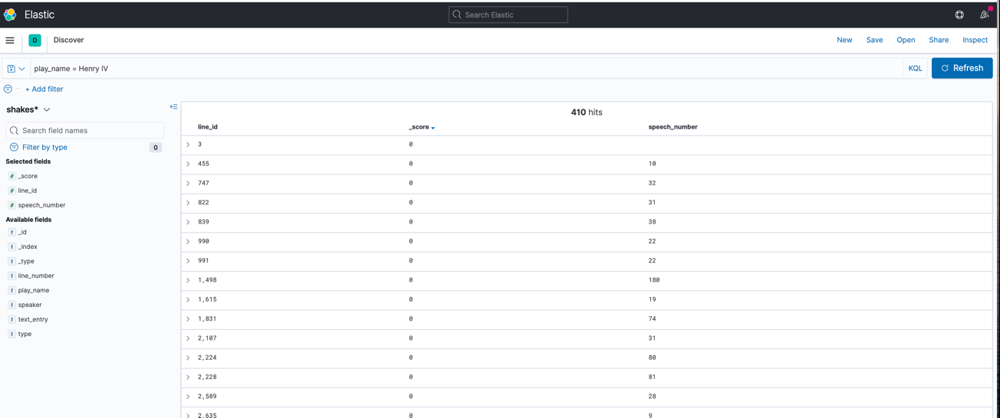 Elastic
Search Elastic
D
Discover
New Save Open Share Inspect
play_name = Henry IV
KQL
Refresh
+ Add filter
shakes*
Search field names
Filter by type
0
Selected fields
# _score
# line_id
# speech_number
Available fields
t _id
t _index
t _type
t line_number
t play_name
t speaker
t text_entry
t type
410 hits
line_id _score speech_number
3 0
455 0 10
747 0 32
822 0 31
839 0 38
990 0 22
991 0 22
1,498 0 180
1,615 0 19
1,831 0 74
2,107 0 31
2,224 0 80
2,228 0 81
2,589 0 28
2,635 0 9